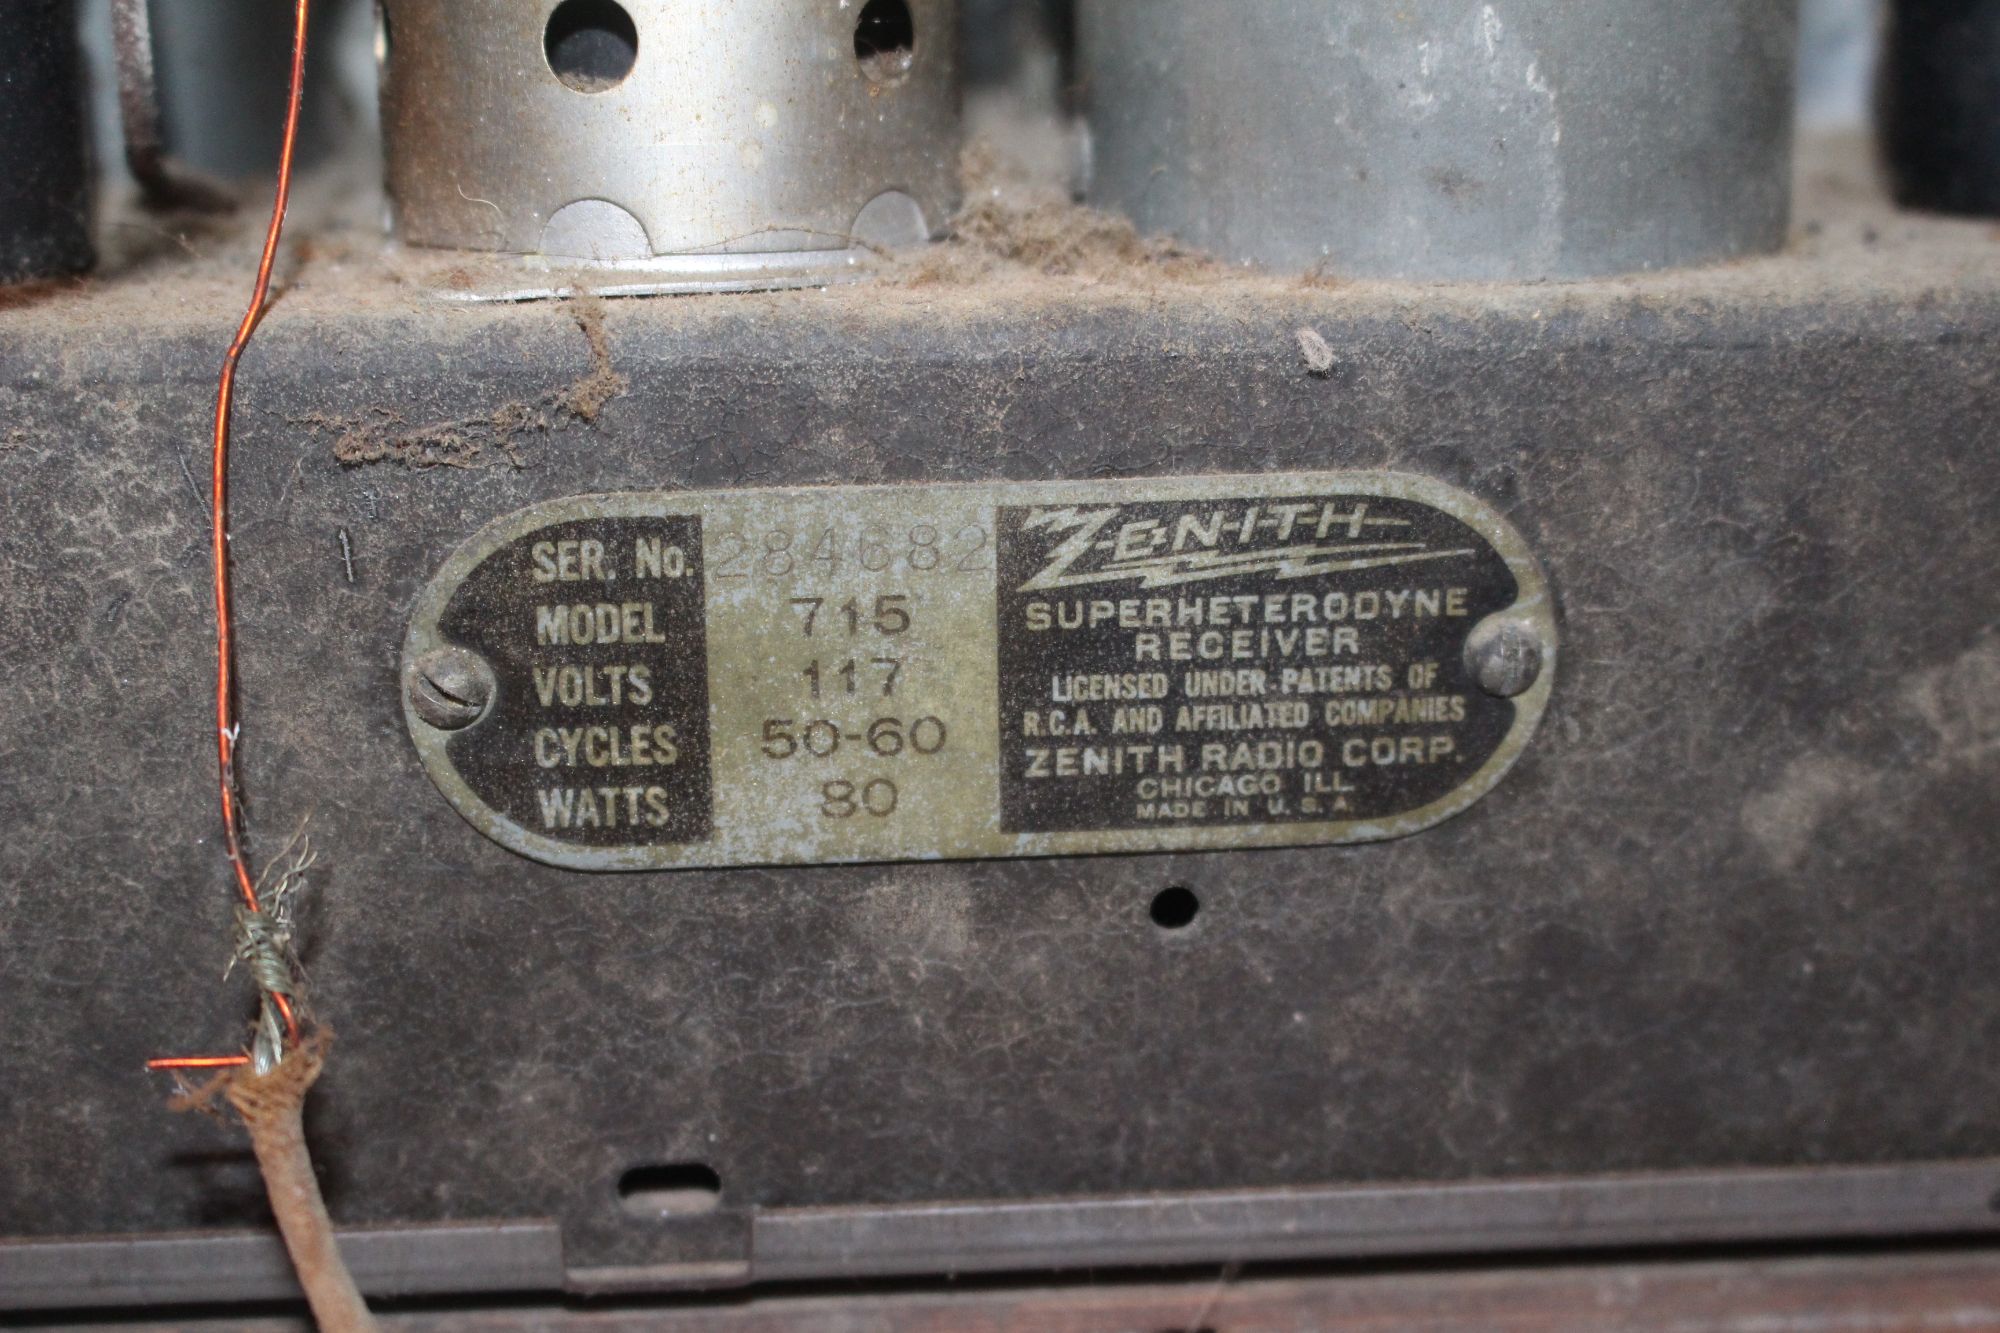 SER. No. 284682
MODEL 715
VOLTS 117
CYCLES 50-60
WATTS 80
ZENITH
SUPERHETERODYNE
RECEIVER
LICENSED UNDER PATENTS OF
R.C.A. AND AFFILIATED COMPANIES
ZENITH RADIO CORP.
CHICAGO ILL.
MADE IN U.S.A.